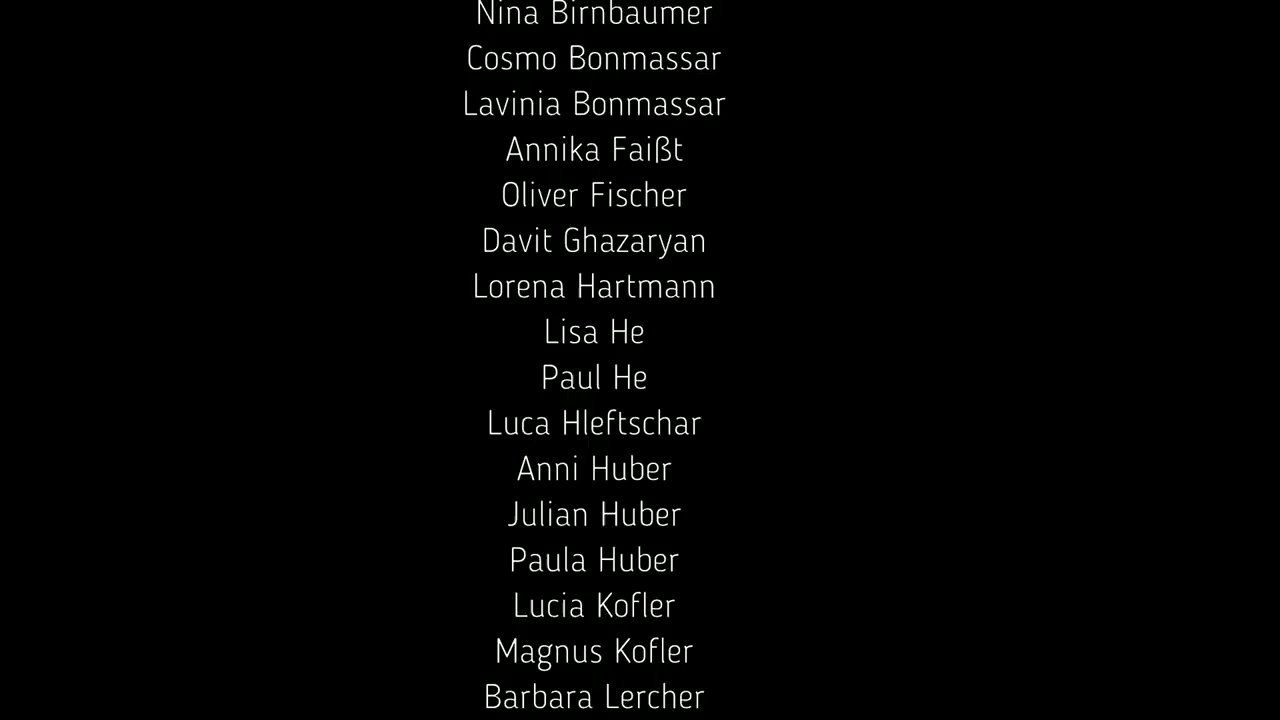 Nina Birnbaumer
Cosmo Bonmassar
Lavinia Bonmassar
Annika Faißt
Oliver Fischer
Davit Ghazaryan
Lorena Hartmann
Lisa He
Paul He
Luca Hleftschar
Anni Huber
Julian Huber
Paula Huber
Lucia Kofler
Magnus Kofler
Barbara Lercher